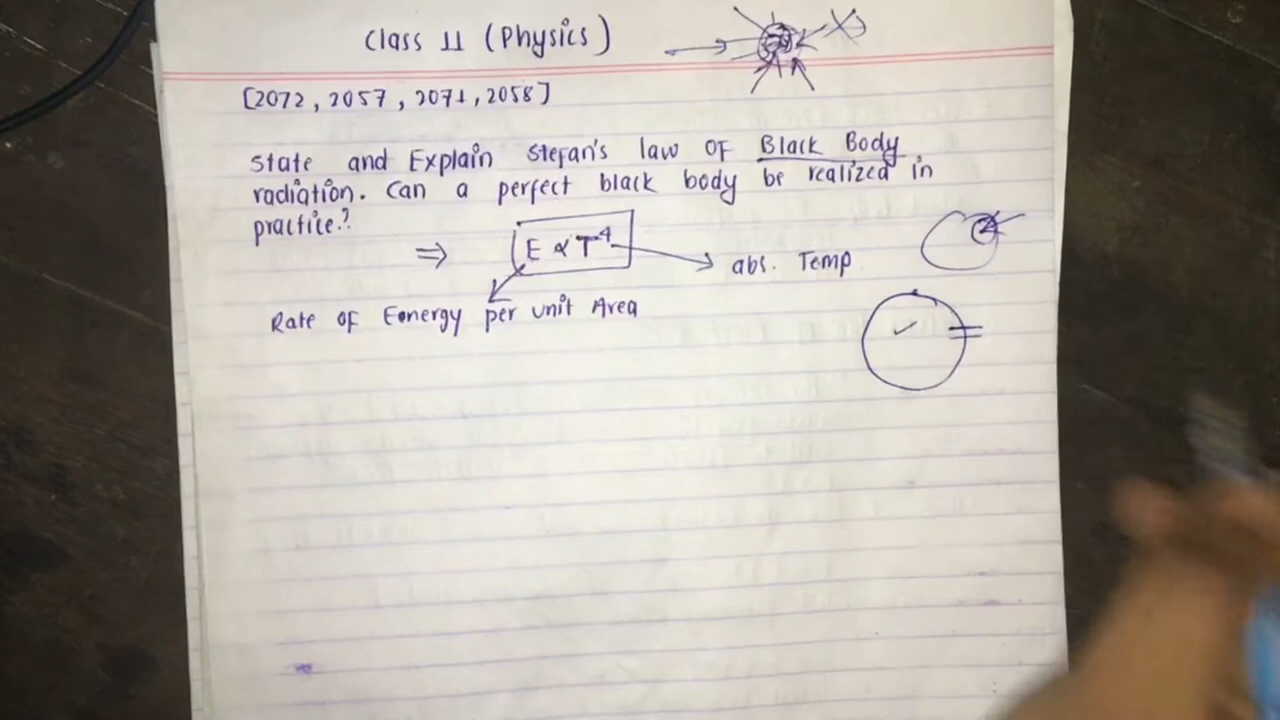 Class 11 (Physics)
[2072, 2057, 2071, 2058]
State and Explain Stefan's law OF Black Body
radiation. Can a perfect black body be realized in
practice.?
⇒ E ∝ T⁴ → abs. Temp
Rate OF Eonergy per unit Area